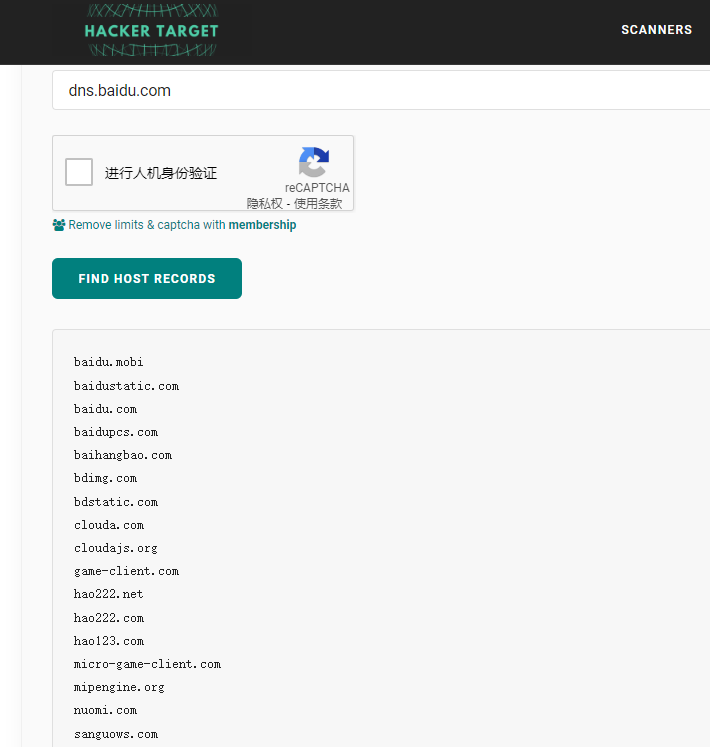 HACKER TARGET
SCANNERS
dns.baidu.com
进行人机身份验证
reCAPTCHA
隐私权 - 使用条款
Remove limits & captcha with membership
FIND HOST RECORDS
baidu.mobi
baidustatic.com
baidu.com
baidupcs.com
baihangbao.com
bdimg.com
bdstatic.com
clouda.com
cloudajs.org
game-client.com
hao222.net
hao222.com
hao123.com
micro-game-client.com
mipengine.org
nuomi.com
sanguows.com